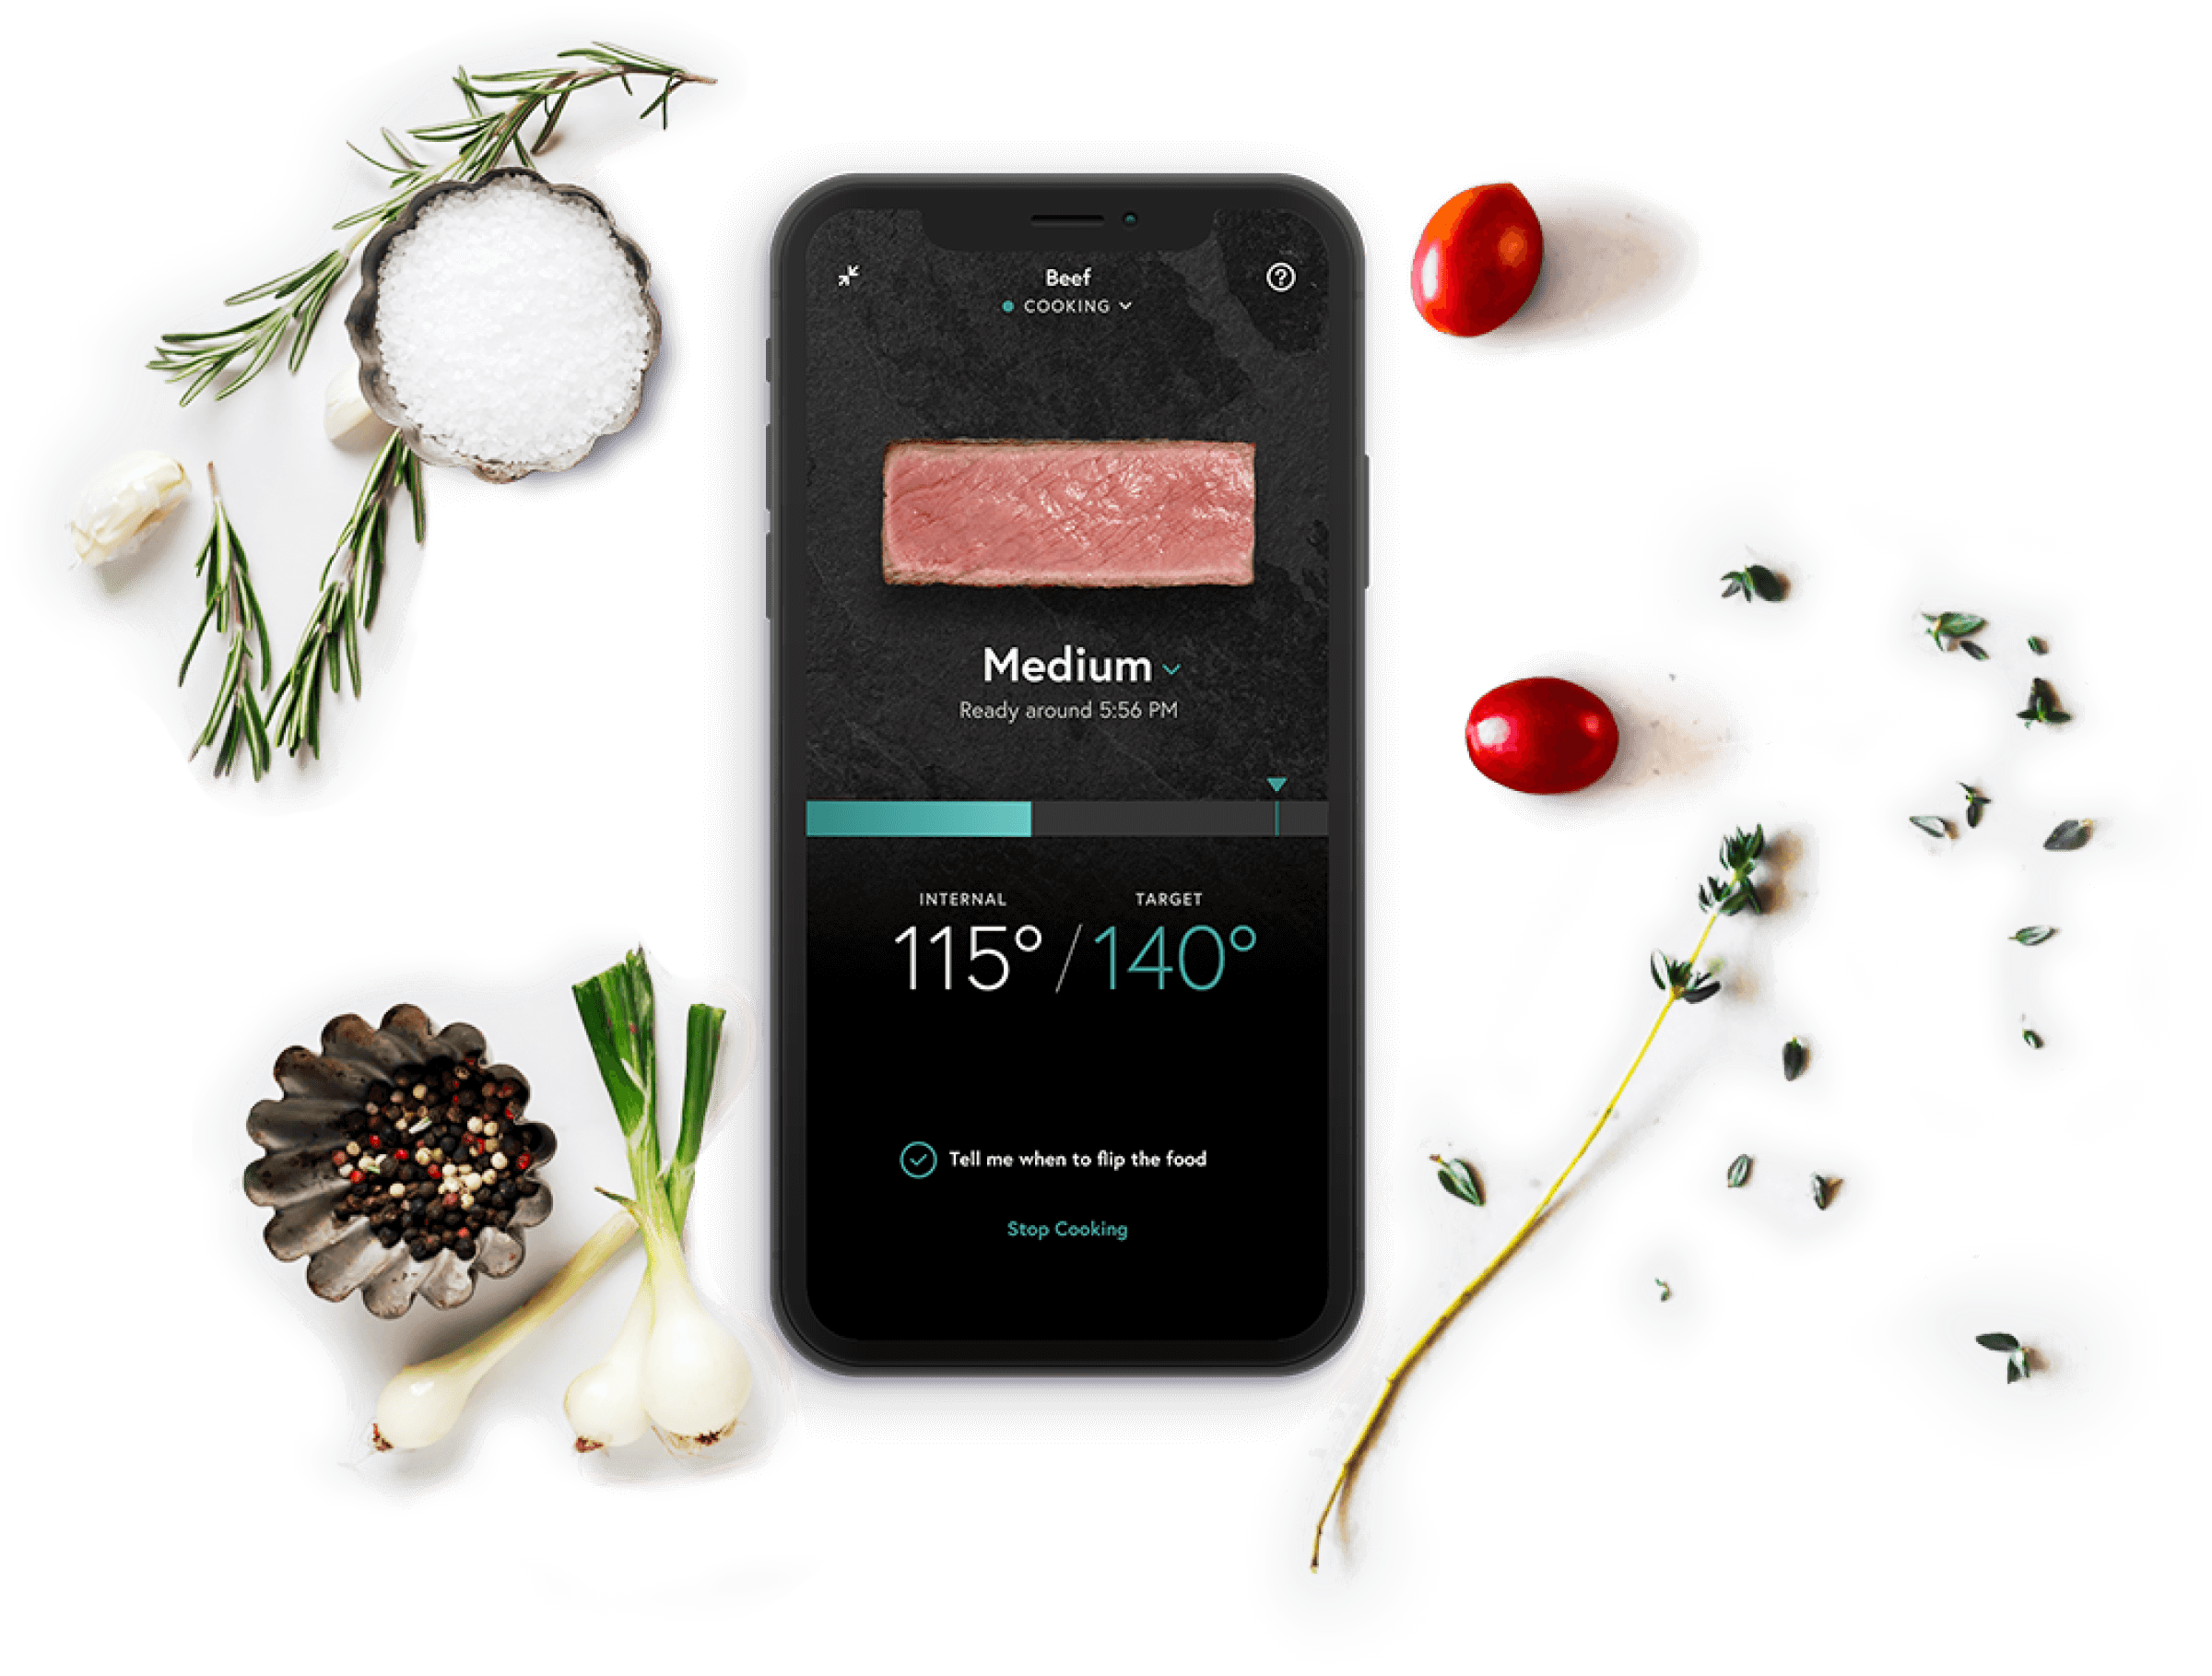 Beef
COOKING
Medium
Ready around 5:56 PM
INTERNAL TARGET
115° / 140°
Tell me when to flip the food
Stop Cooking